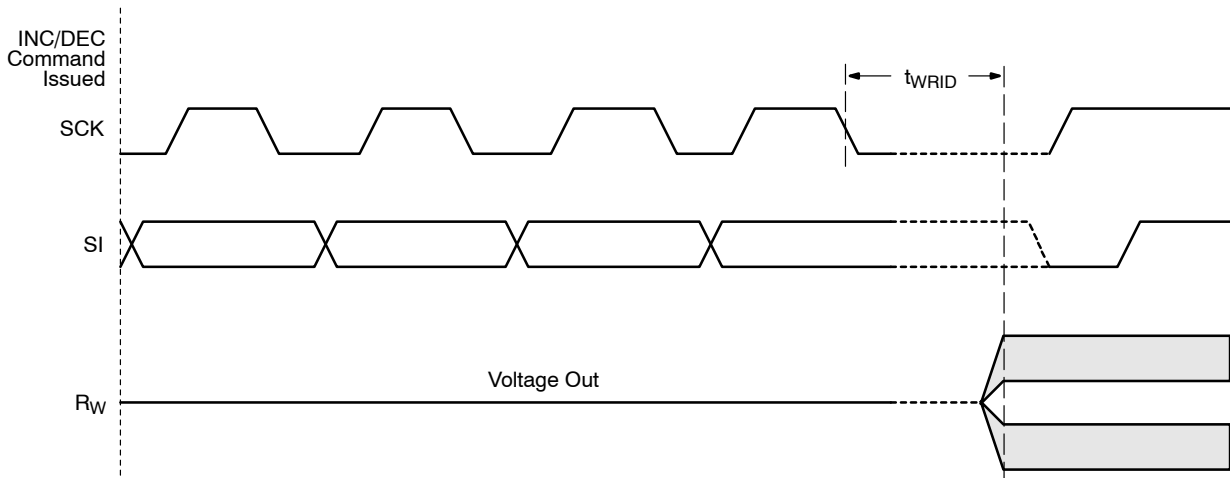 INC/DEC
Command
Issued
tWRID
SCK
SI
Voltage Out
RW